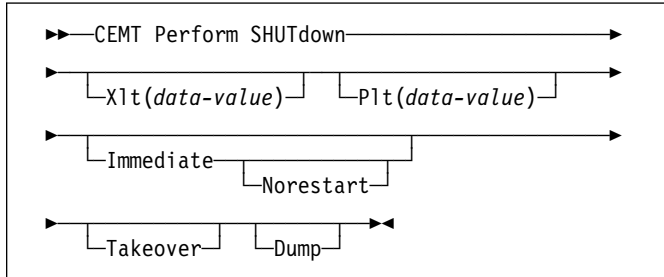 CEMT Perform SHUTdown
Xlt(data-value) Plt(data-value)
Immediate
Norestart
Takeover Dump